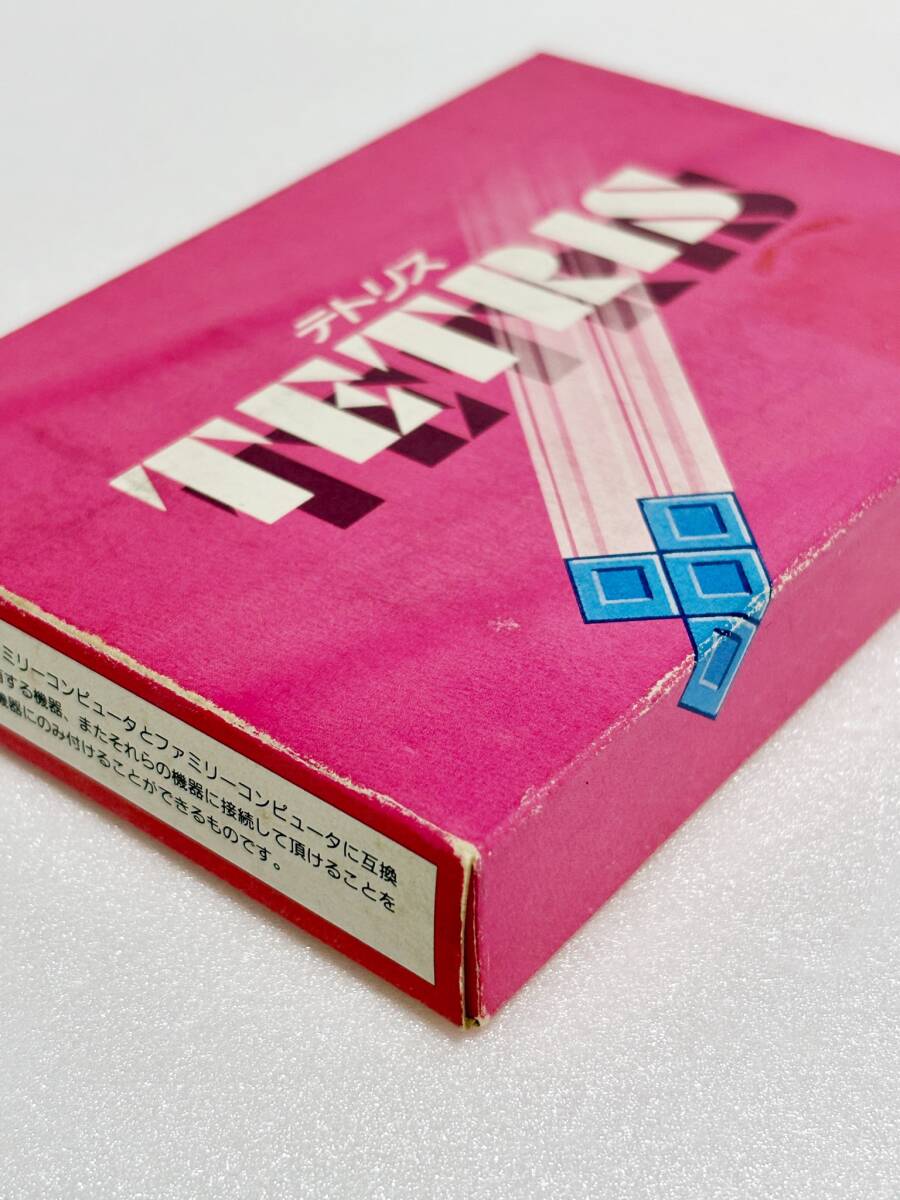 テトリス
TETRIS
ミリーコンピュータとファミリーコンピュータに互換
する機器、またそれらの機器に接続して頂けることを
機器にのみ付けることができるものです。